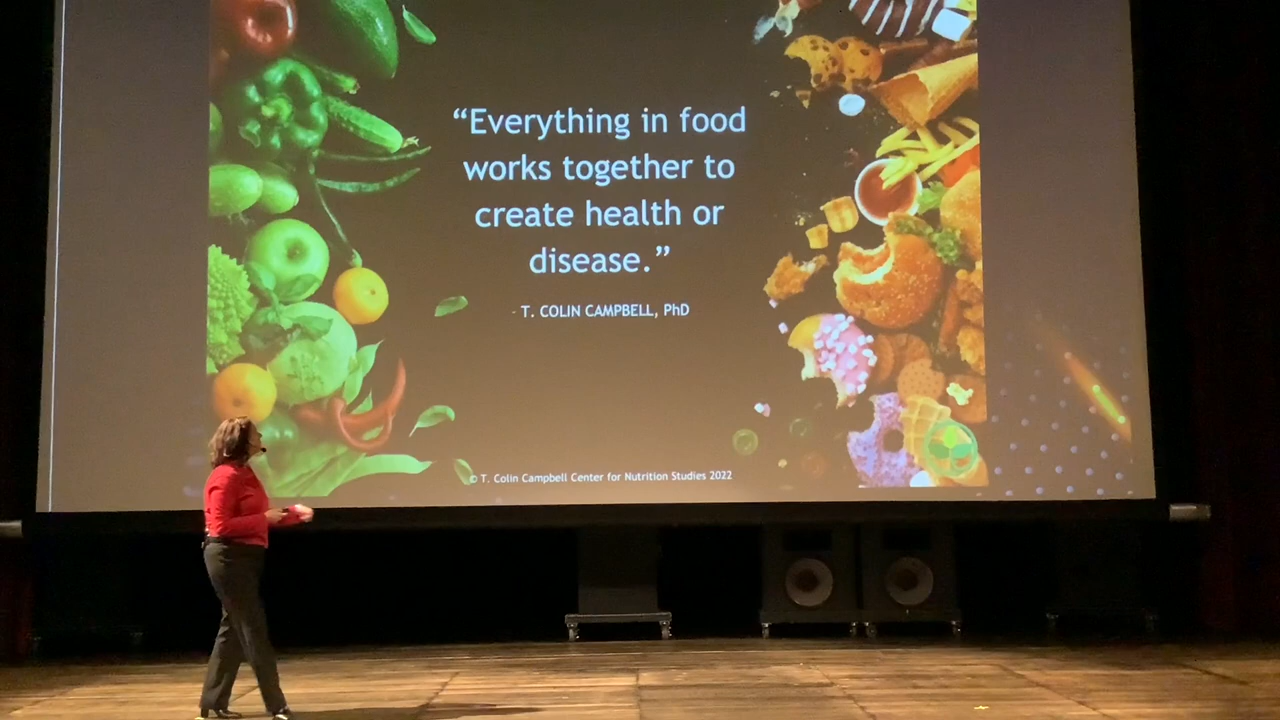 “Everything in food
works together to
create health or
disease.”
- T. COLIN CAMPBELL, PhD
© T. Colin Campbell Center for Nutrition Studies 2022